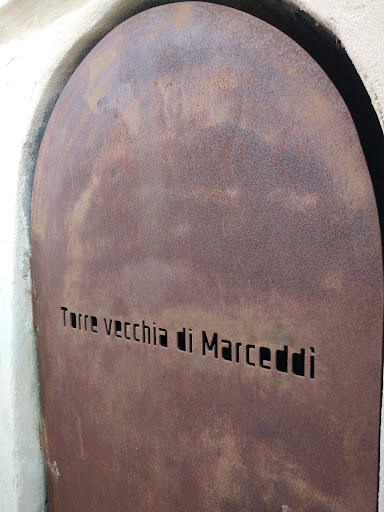 Torre vecchia di Marceddì